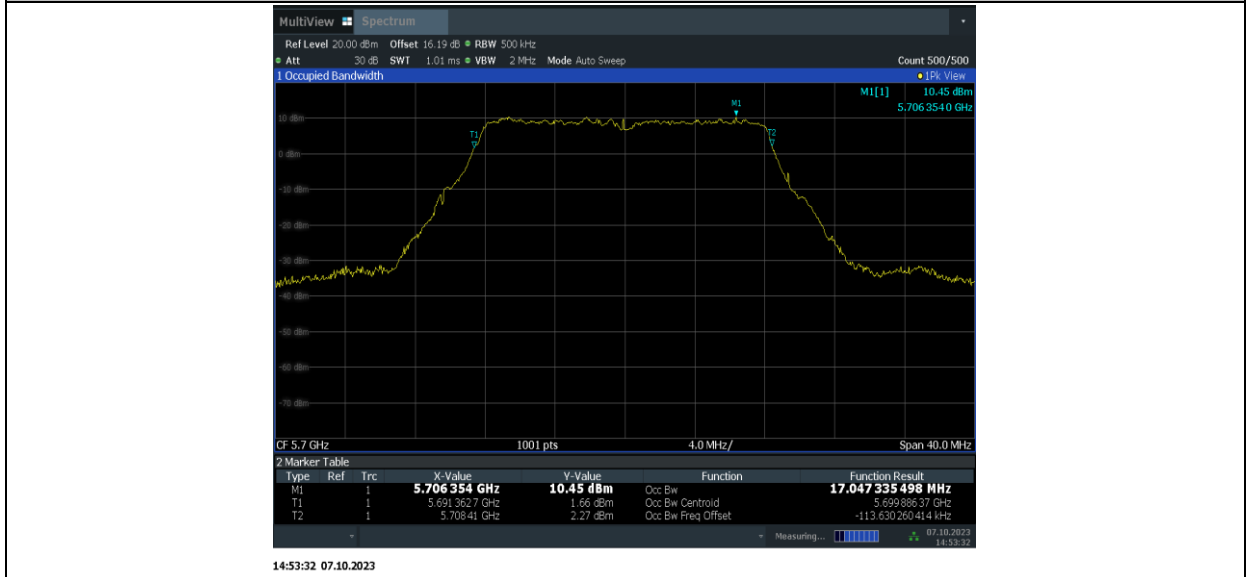 MultiView Spectrum
Ref Level 20.00 dBm Offset 16.19 dB RBW 500 kHz
Att 30 dB SWT 1.01 ms VBW 2 MHz Mode Auto Sweep Count 500/500
1 Occupied Bandwidth 1Pk View
M1[1] 10.45 dBm
5.706 354 0 GHz
M1
10 dBm
T1 T2
0 dBm
-10 dBm
-20 dBm
-30 dBm
-40 dBm
-50 dBm
-60 dBm
-70 dBm
CF 5.7 GHz 1001 pts 4.0 MHz/ Span 40.0 MHz
2 Marker Table
Type Ref Trc X-Value Y-Value Function Function Result
M1 1 5.706 354 GHz 10.45 dBm Occ Bw 17.047 335 498 MHz
T1 1 5.691 362 7 GHz 1.66 dBm Occ Bw Centroid 5.699 886 37 GHz
T2 1 5.708 41 GHz 2.27 dBm Occ Bw Freq Offset -113.630 260 414 kHz
Measuring... 07.10.2023
14:53:32
14:53:32 07.10.2023